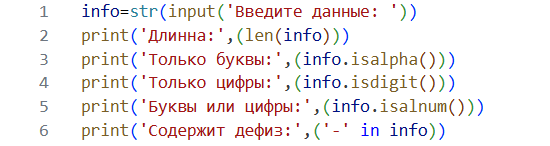 1 info=str(input('Введите данные: '))
2 print('Длинна:',(len(info)))
3 print('Только буквы:',(info.isalpha()))
4 print('Только цифры:',(info.isdigit()))
5 print('Буквы или цифры:',(info.isalnum()))
6 print('Содержит дефиз:',('-' in info))